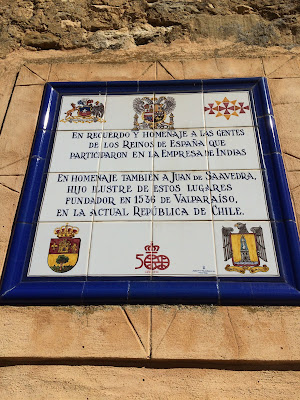 En recuerdo y homenaje a las gentes
de los Reinos de España que
participaron en la Empresa de Indias
En homenaje también a Juan de Saavedra,
hijo ilustre de estos lugares
fundador en 1536 de Valparaíso,
en la actual República de Chile.